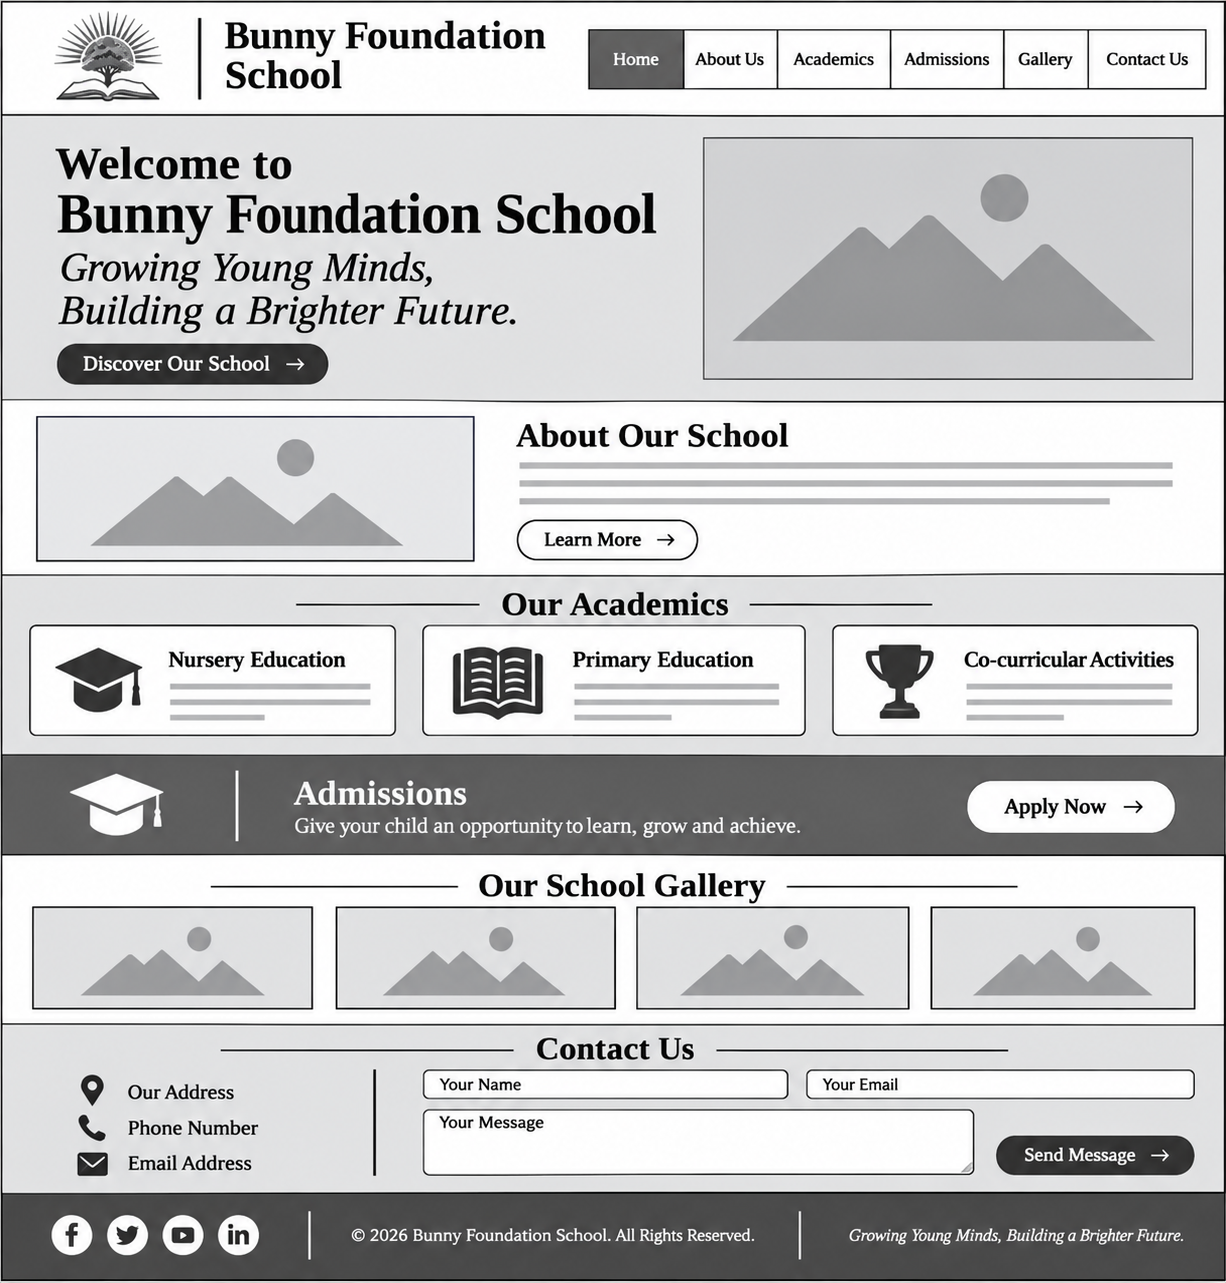 Bunny Foundation
School
Home
About Us
Academics
Admissions
Gallery
Contact Us
Welcome to
Bunny Foundation School
Growing Young Minds,
Building a Brighter Future.
Discover Our School →
About Our School
Learn More →
Our Academics
Nursery Education
Primary Education
Co-curricular Activities
Admissions
Give your child an opportunity to learn, grow and achieve.
Apply Now →
Our School Gallery
Contact Us
Our Address
Phone Number
Email Address
Your Name
Your Email
Your Message
Send Message →
© 2026 Bunny Foundation School. All Rights Reserved.
Growing Young Minds, Building a Brighter Future.